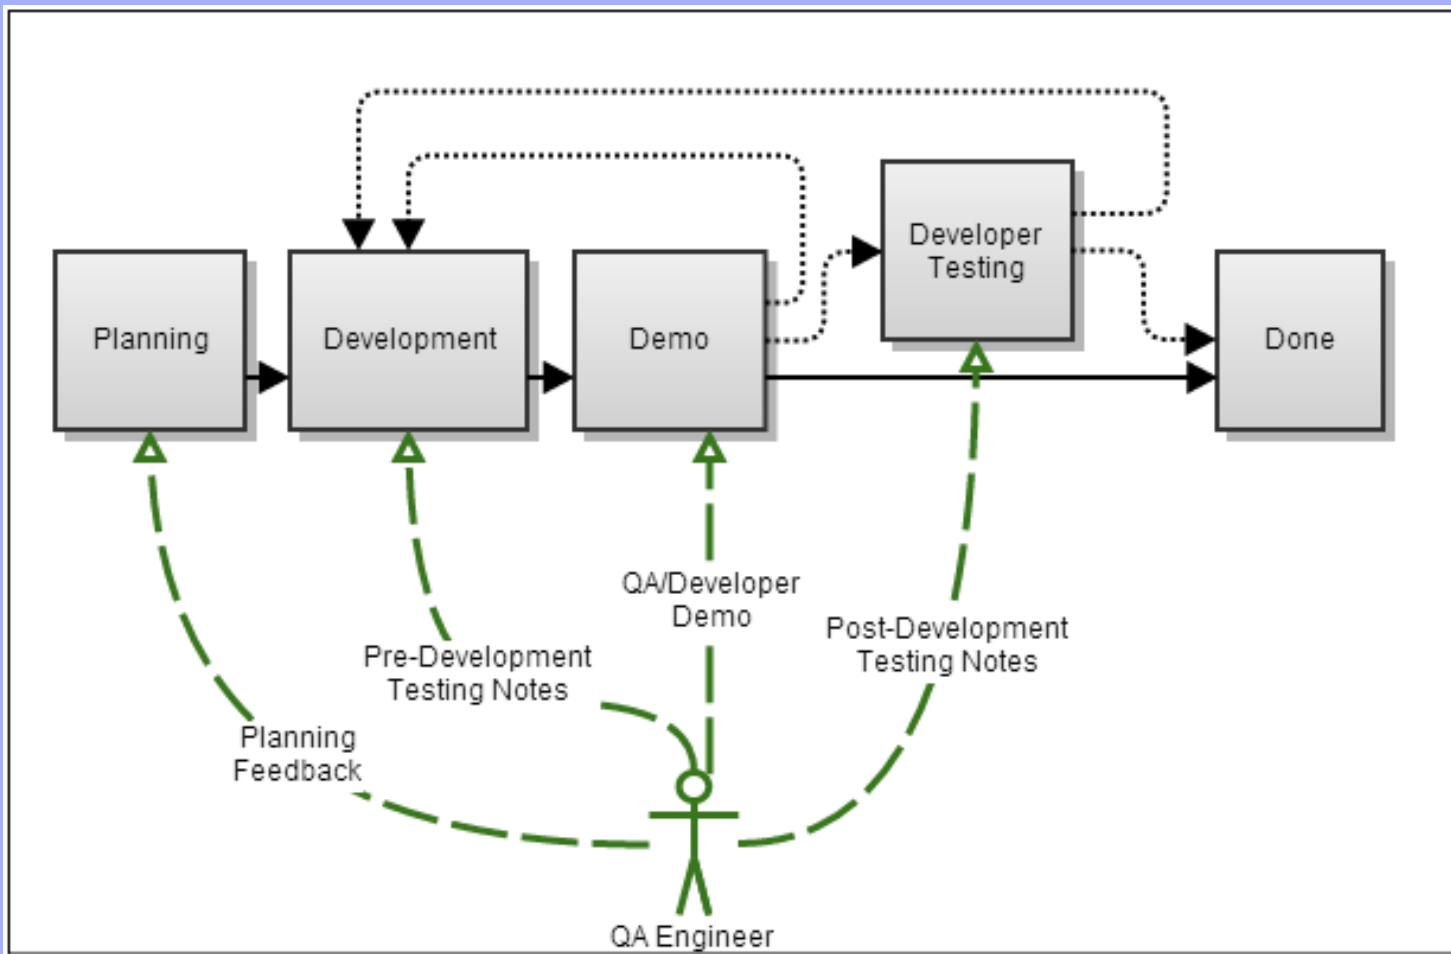 Planning
Development
Demo
Developer
Testing
Done
QA/Developer
Demo
Post-Development
Testing Notes
Pre-Development
Testing Notes
Planning
Feedback
QA Engineer